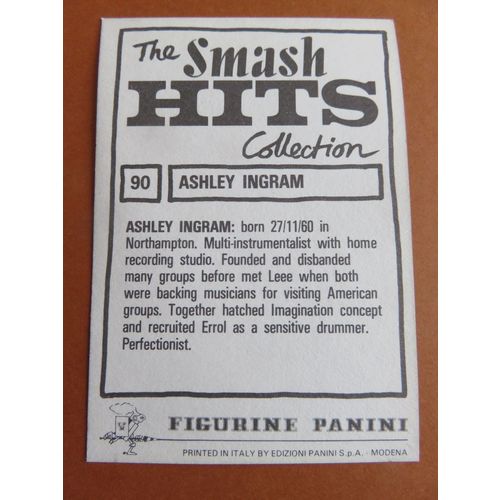 The Smash
HITS
Collection
90 ASHLEY INGRAM
ASHLEY INGRAM: born 27/11/60 in
Northampton. Multi-instrumentalist with home
recording studio. Founded and disbanded
many groups before met Leee when both
were backing musicians for visiting American
groups. Together hatched Imagination concept
and recruited Errol as a sensitive drummer.
Perfectionist.
FIGURINE PANINI
PRINTED IN ITALY BY EDIZIONI PANINI S.p.A. - MODENA